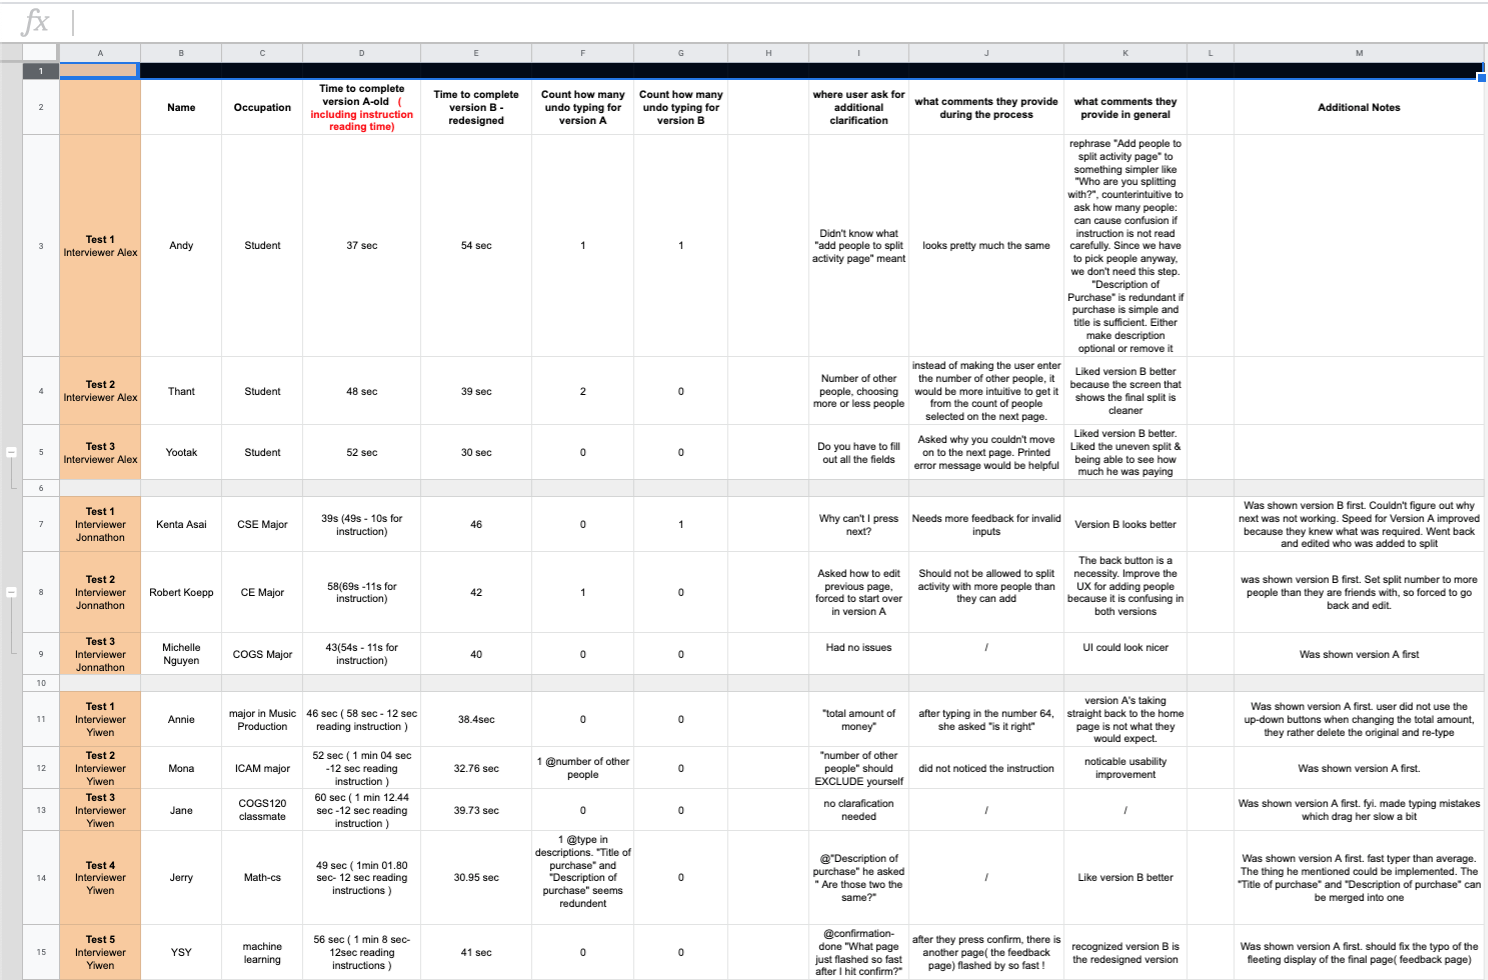 fx
A B C D E F G H I J K L M
1
2
Name
Occupation
Time to complete
version A-old (
including instruction
reading time)
Time to complete
version B -
redesigned
Count how many
undo typing for
version A
Count how many
undo typing for
version B
where user ask for
additional
clarification
what comments they provide
during the process
what comments they
provide in general
Additional Notes
3
Test 1
Interviewer Alex
Andy
Student
37 sec
54 sec
1
1
Didn't know what
"add people to split
activity page" meant
looks pretty much the same
rephrase "Add people to
split activity page" to
something simpler like
"Who are you splitting
with?", counterintuitive to
ask how many people:
can cause confusion if
instruction is not read
carefully. Since we have
to pick people anyway,
we don't need this step.
"Description of
Purchase" is redundant if
purchase is simple and
title is sufficient. Either
make description
optional or remove it
4
Test 2
Interviewer Alex
Thant
Student
48 sec
39 sec
2
0
Number of other
people, choosing
more or less people
instead of making the user enter
the number of other people, it
would be more intuitive to get it
from the count of people
selected on the next page.
Liked version B better
because the screen that
shows the final split is
cleaner
5
Test 3
Interviewer Alex
Yootak
Student
52 sec
30 sec
0
0
Do you have to fill
out all the fields
Asked why you couldn't move
on to the next page. Printed
error message would be helpful
Liked version B better.
Liked the uneven split &
being able to see how
much he was paying
6
7
Test 1
Interviewer
Jonnathon
Kenta Asai
CSE Major
39s (49s - 10s for
instruction)
46
0
1
Why can't I press
next?
Needs more feedback for invalid
inputs
Version B looks better
Was shown version B first. Couldn't figure out why
next was not working. Speed for Version A improved
because they knew what was required. Went back
and edited who was added to split
8
Test 2
Interviewer
Jonnathon
Robert Koepp
CE Major
58(69s -11s for
instruction)
42
1
0
Asked how to edit
previous page,
forced to start over
in version A
Should not be allowed to split
activity with more people than
they can add
The back button is a
necessity. Improve the
UX for adding people
because it is confusing in
both versions
was shown version B first. Set split number to more
people than they are friends with, so forced to go
back and edit.
9
Test 3
Interviewer
Jonnathon
Michelle
Nguyen
COGS Major
43(54s - 11s for
instruction)
40
0
0
Had no issues
/
UI could look nicer
Was shown version A first
10
11
Test 1
Interviewer
Yiwen
Annie
major in Music
Production
46 sec ( 58 sec - 12 sec
reading instruction )
38.4sec
0
0
"total amount of
money"
after typing in the number 64,
she asked "is it right"
version A's taking
straight back to the home
page is not what they
would expect.
Was shown version A first. user did not use the
up-down buttons when changing the total amount,
they rather delete the original and re-type
12
Test 2
Interviewer
Yiwen
Mona
ICAM major
52 sec ( 1 min 04 sec
-12 sec reading
instruction )
32.76 sec
1 @number of other
people
0
"number of other
people" should
EXCLUDE yourself
did not noticed the instruction
noticable usability
improvement
Was shown version A first.
13
Test 3
Interviewer
Yiwen
Jane
COGS120
classmate
60 sec ( 1 min 12.44
sec -12 sec reading
instruction )
39.73 sec
0
0
no clarafication
needed
/
/
Was shown version A first. fyi. made typing mistakes
which drag her slow a bit
14
Test 4
Interviewer
Yiwen
Jerry
Math-cs
49 sec ( 1min 01.80
sec- 12 sec reading
instructions )
30.95 sec
1 @type in
descriptions. "Title of
purchase" and
"Description of
purchase" seems
redundent
0
@"Description of
purchase" he asked
" Are those two the
same?"
/
Like version B better
Was shown version A first. fast typer than average.
The thing he mentioned could be implemented. The
"Title of purchase" and "Description of purchase" can
be merged into one
15
Test 5
Interviewer
Yiwen
YSY
machine
learning
56 sec ( 1 min 8 sec-
12sec reading
instructions )
41 sec
0
0
@confirmation-
done "What page
just flashed so fast
after I hit confirm?"
after they press confirm, there is
another page( the feedback
page) flashed by so fast !
recognized version B is
the redesigned version
Was shown version A first. should fix the typo of the
fleeting display of the final page( feedback page)